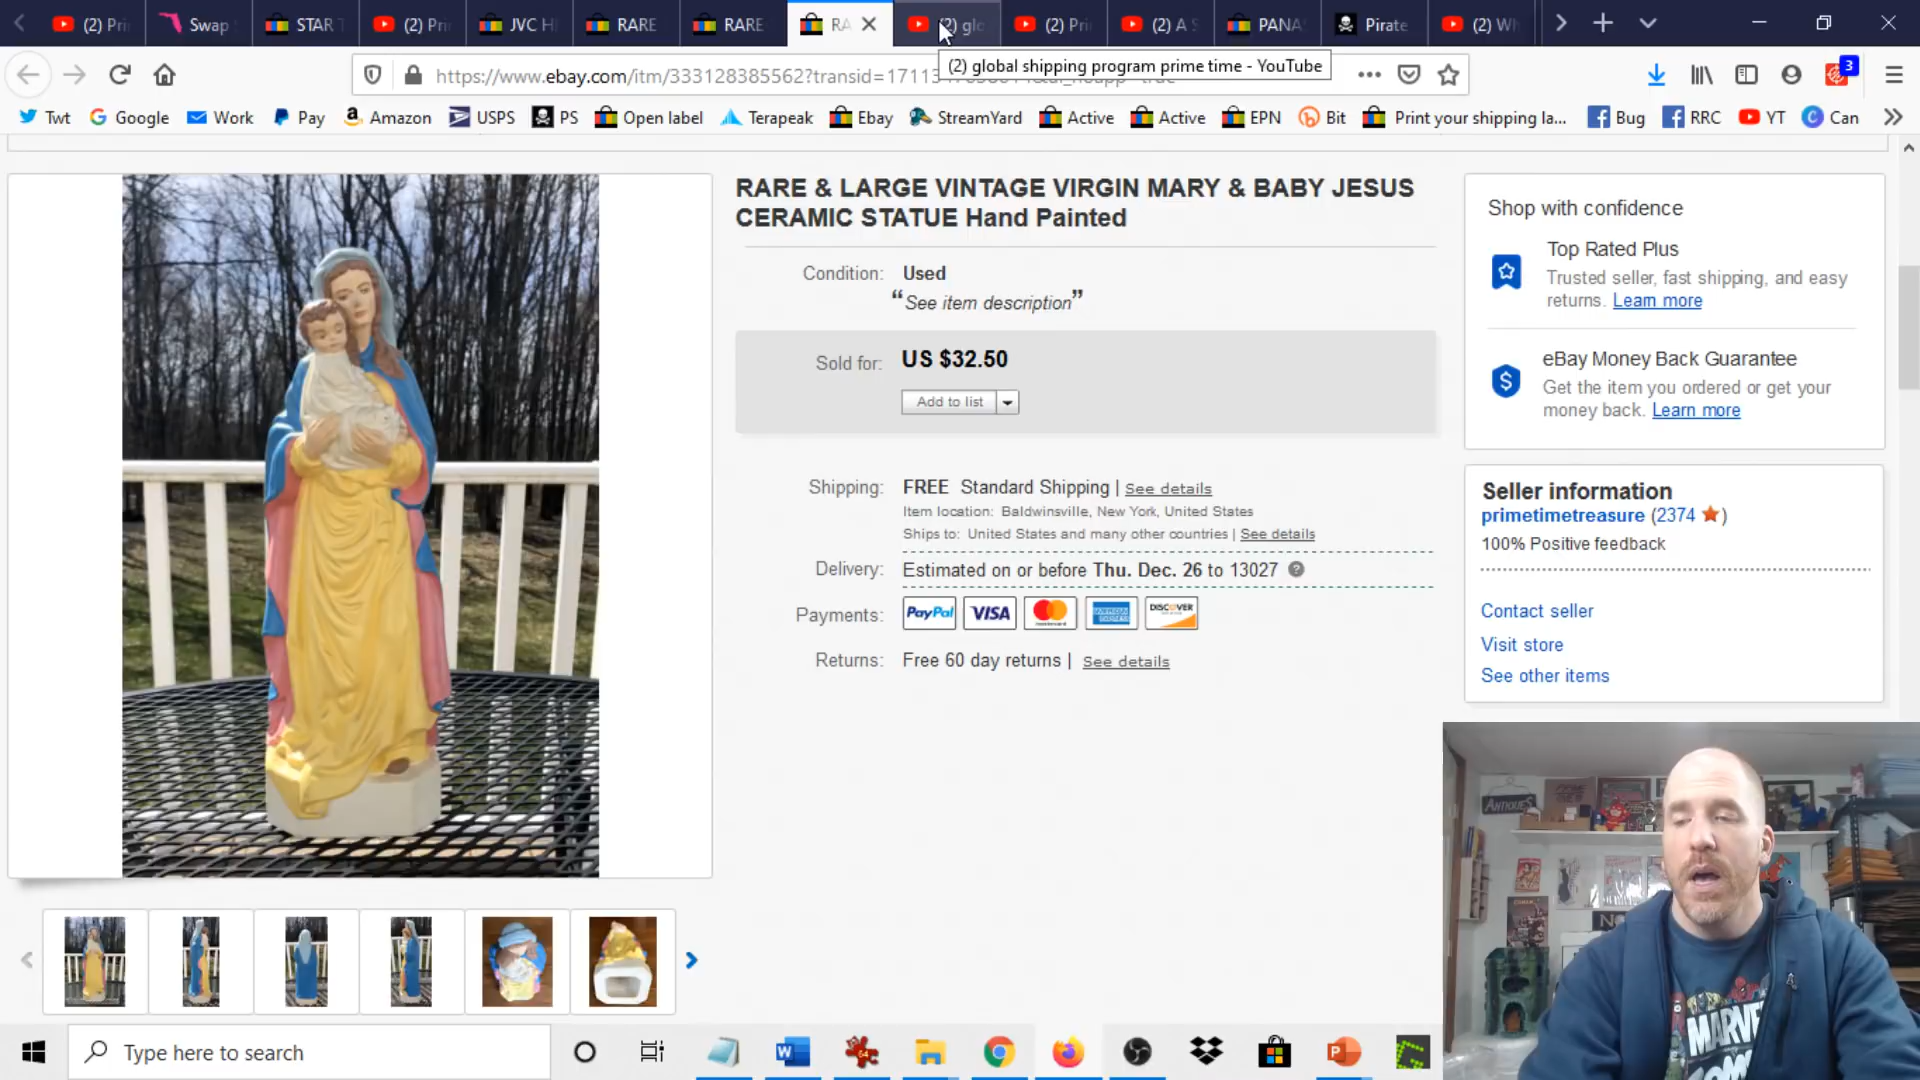 (2) Pri
Swap
STAR T
(2) Pri
JVC H
RARE
RARE
RA
(2) glo
(2) Pri
(2) A S
PANA
Pirate
(2) Wh
https://www.ebay.com/itm/333128385562?transid=17113
(2) global shipping program prime time - YouTube
3
Twt
Google
Work
Pay
Amazon
USPS
PS
Open label
Terapeak
Ebay
StreamYard
Active
Active
EPN
Bit
Print your shipping la...
Bug
RRC
YT
Can
RARE & LARGE VINTAGE VIRGIN MARY & BABY JESUS
CERAMIC STATUE Hand Painted
Condition: Used
“See item description”
Sold for: US $32.50
Add to list
Shipping: FREE Standard Shipping | See details
Item location: Baldwinsville, New York, United States
Ships to: United States and many other countries | See details
Delivery: Estimated on or before Thu. Dec. 26 to 13027
Payments: PayPal VISA DISCOVER
Returns: Free 60 day returns | See details
Shop with confidence
Top Rated Plus
Trusted seller, fast shipping, and easy
returns. Learn more
eBay Money Back Guarantee
Get the item you ordered or get your
money back. Learn more
Seller information
primetimetreasure (2374 )
100% Positive feedback
Contact seller
Visit store
See other items
ANTIQUES
MARVEL
Type here to search
64